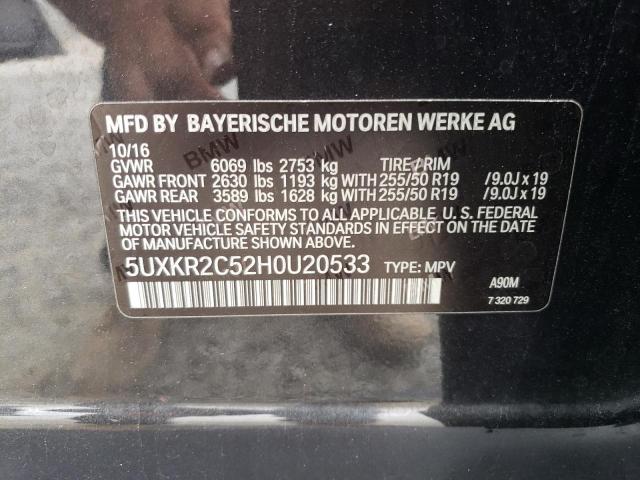 MFD BY BAYERISCHE MOTOREN WERKE AG
10/16
GVWR 6069 lbs 2753 kg TIRE/RIM
GAWR FRONT 2630 lbs 1193 kg WITH 255/50 R19 /9.0J x 19
GAWR REAR 3589 lbs 1628 kg WITH 255/50 R19 /9.0J x 19
THIS VEHICLE CONFORMS TO ALL APPLICABLE, U. S. FEDERAL
MOTOR VEHICLE SAFETY STANDARDS IN EFFECT ON THE
DATE OF MANUFACTURE SHOWN ABOVE.
5UXKR2C52H0U20533 TYPE: MPV
A90M
7 320 729